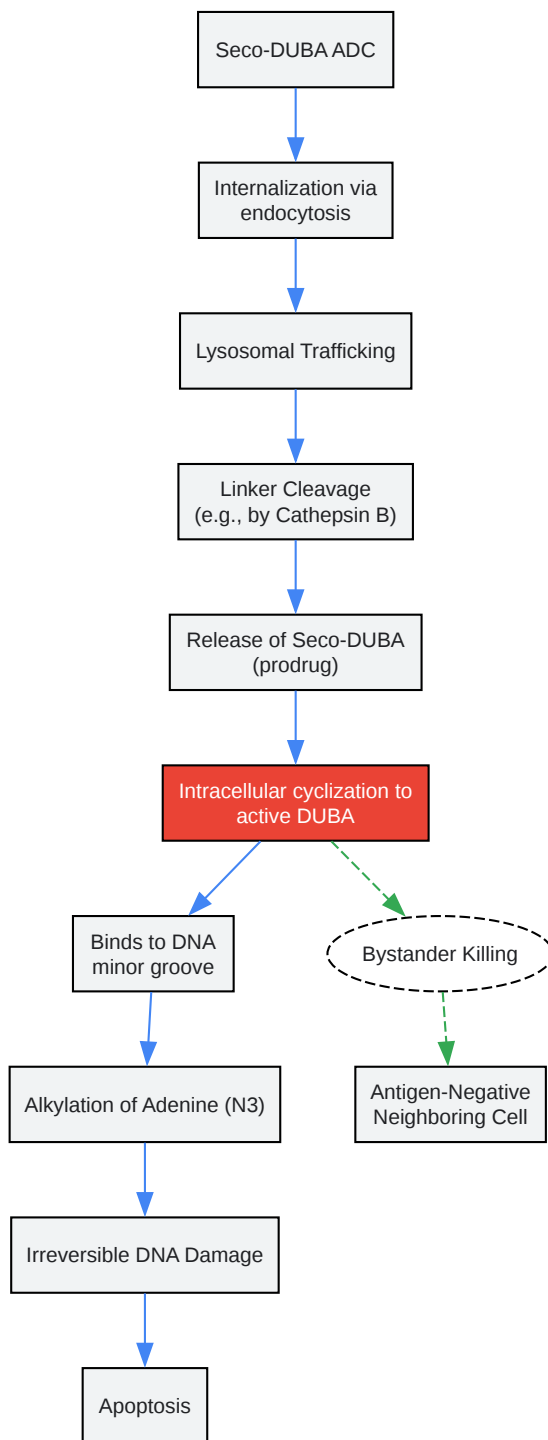 Seco-DUBA ADC
Internalization via
endocytosis
Lysosomal Trafficking
Linker Cleavage
(e.g., by Cathepsin B)
Release of Seco-DUBA
(prodrug)
Intracellular cyclization to
active DUBA
Binds to DNA
minor groove
Bystander Killing
Alkylation of Adenine (N3)
Antigen-Negative
Neighboring Cell
Irreversible DNA Damage
Apoptosis